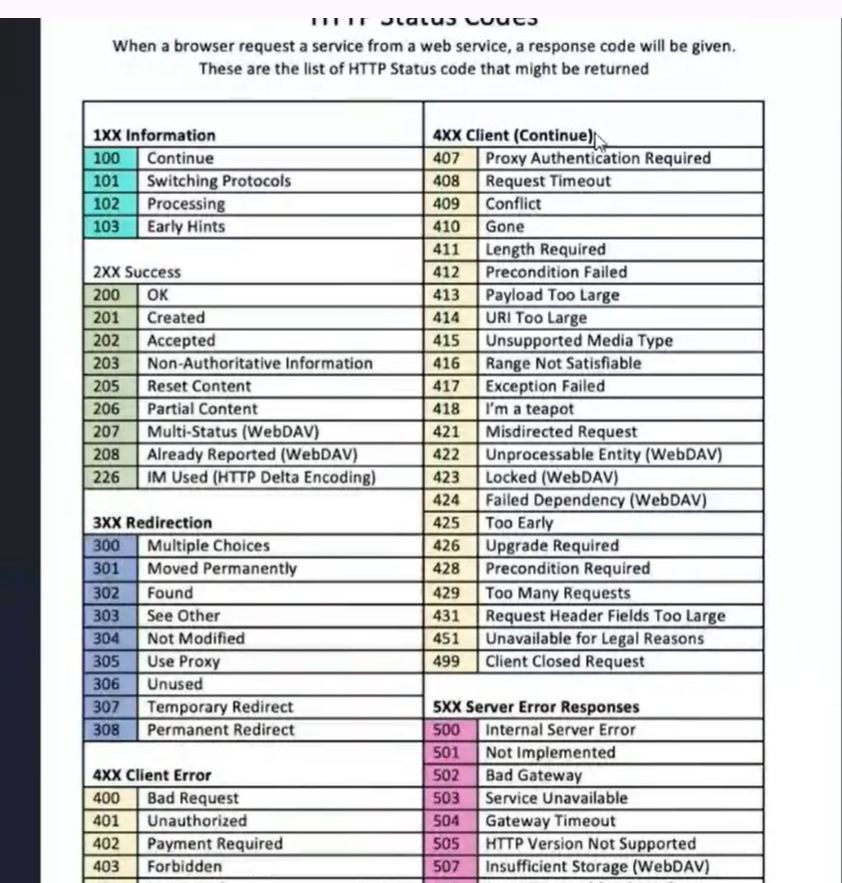 HTTP Status Codes
When a browser request a service from a web service, a response code will be given.
These are the list of HTTP Status code that might be returned
1XX Information
100 Continue
101 Switching Protocols
102 Processing
103 Early Hints
2XX Success
200 OK
201 Created
202 Accepted
203 Non-Authoritative Information
205 Reset Content
206 Partial Content
207 Multi-Status (WebDAV)
208 Already Reported (WebDAV)
226 IM Used (HTTP Delta Encoding)
3XX Redirection
300 Multiple Choices
301 Moved Permanently
302 Found
303 See Other
304 Not Modified
305 Use Proxy
306 Unused
307 Temporary Redirect
308 Permanent Redirect
4XX Client Error
400 Bad Request
401 Unauthorized
402 Payment Required
403 Forbidden
4XX Client (Continue)
407 Proxy Authentication Required
408 Request Timeout
409 Conflict
410 Gone
411 Length Required
412 Precondition Failed
413 Payload Too Large
414 URI Too Large
415 Unsupported Media Type
416 Range Not Satisfiable
417 Exception Failed
418 I'm a teapot
421 Misdirected Request
422 Unprocessable Entity (WebDAV)
423 Locked (WebDAV)
424 Failed Dependency (WebDAV)
425 Too Early
426 Upgrade Required
428 Precondition Required
429 Too Many Requests
431 Request Header Fields Too Large
451 Unavailable for Legal Reasons
499 Client Closed Request
5XX Server Error Responses
500 Internal Server Error
501 Not Implemented
502 Bad Gateway
503 Service Unavailable
504 Gateway Timeout
505 HTTP Version Not Supported
507 Insufficient Storage (WebDAV)